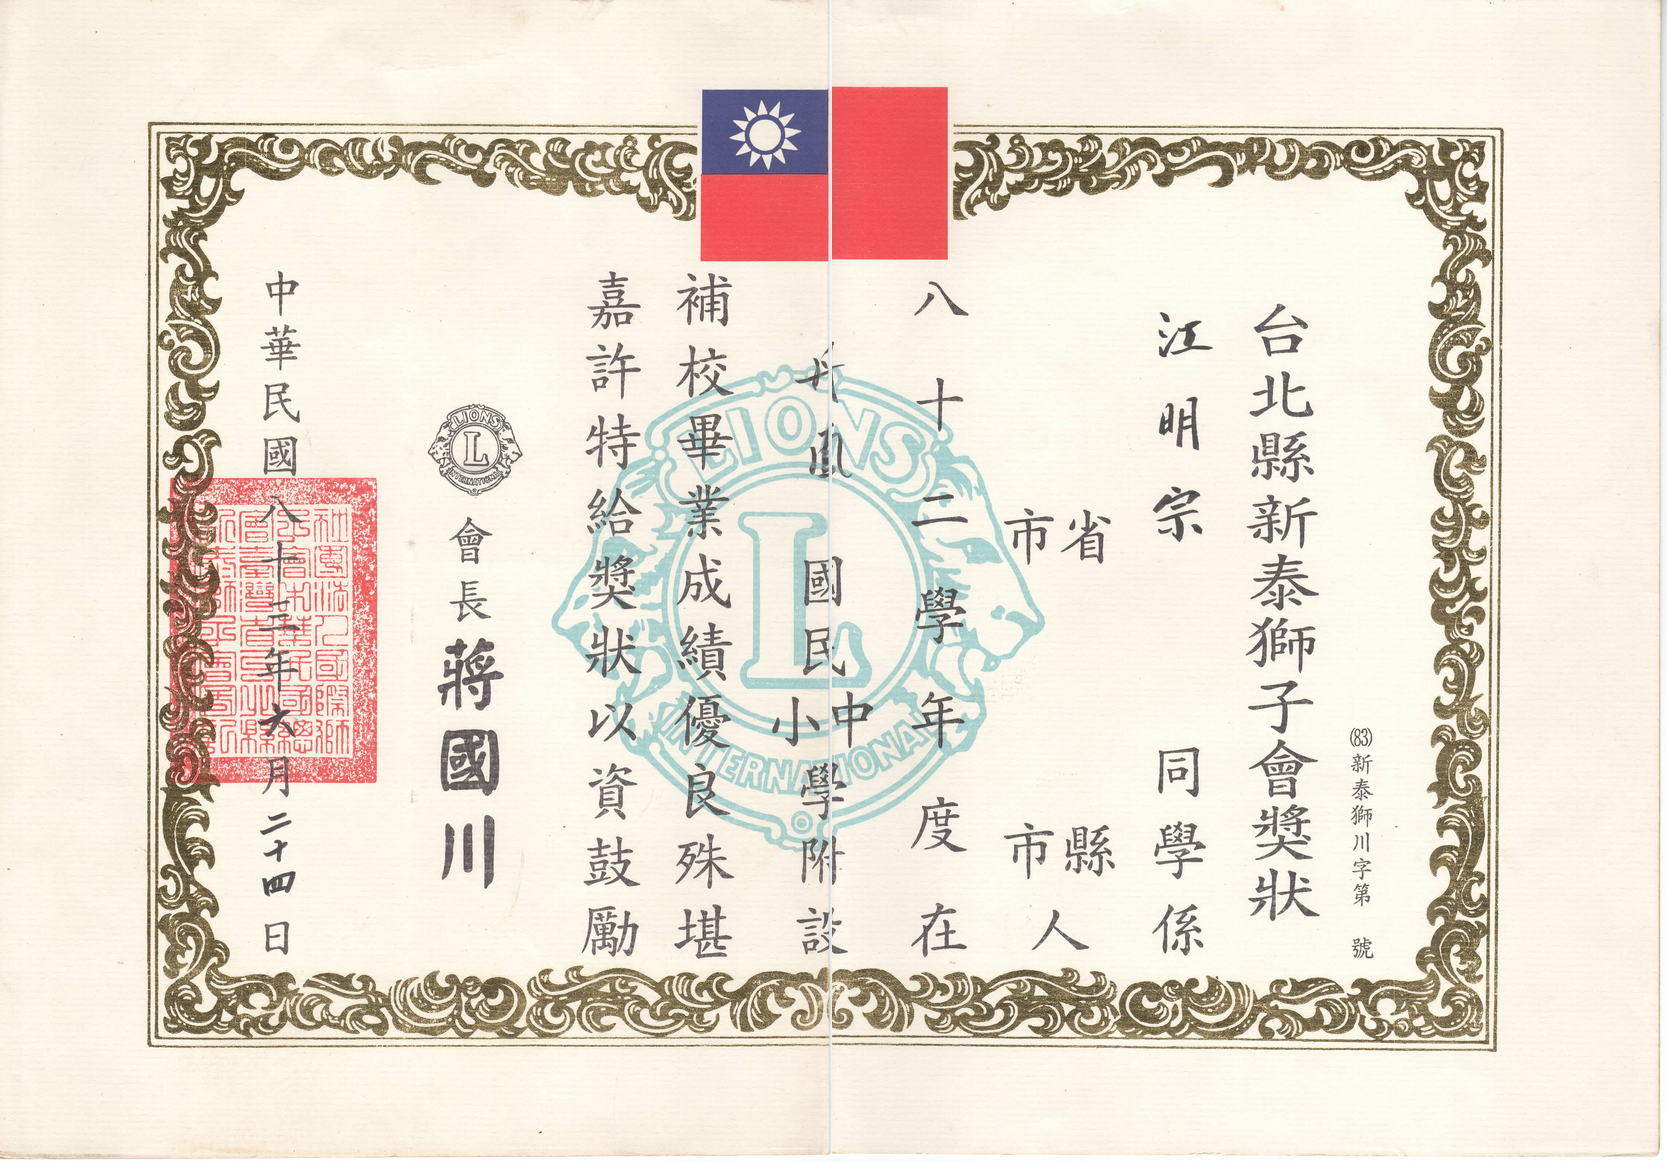 台北縣新泰獅子會獎狀
(83)新泰獅川字第 號
江明宗 同學係
省 縣
市 市 人
八十二學年度在
丹鳳 國民中小學附設
補校畢業成績優良殊堪
嘉許特給獎狀以資鼓勵
會長 蔣國川
中華民國八十三年六月二十四日
LIONS
L
INTERNATIONAL
LIONS
L
INTERNATIONAL